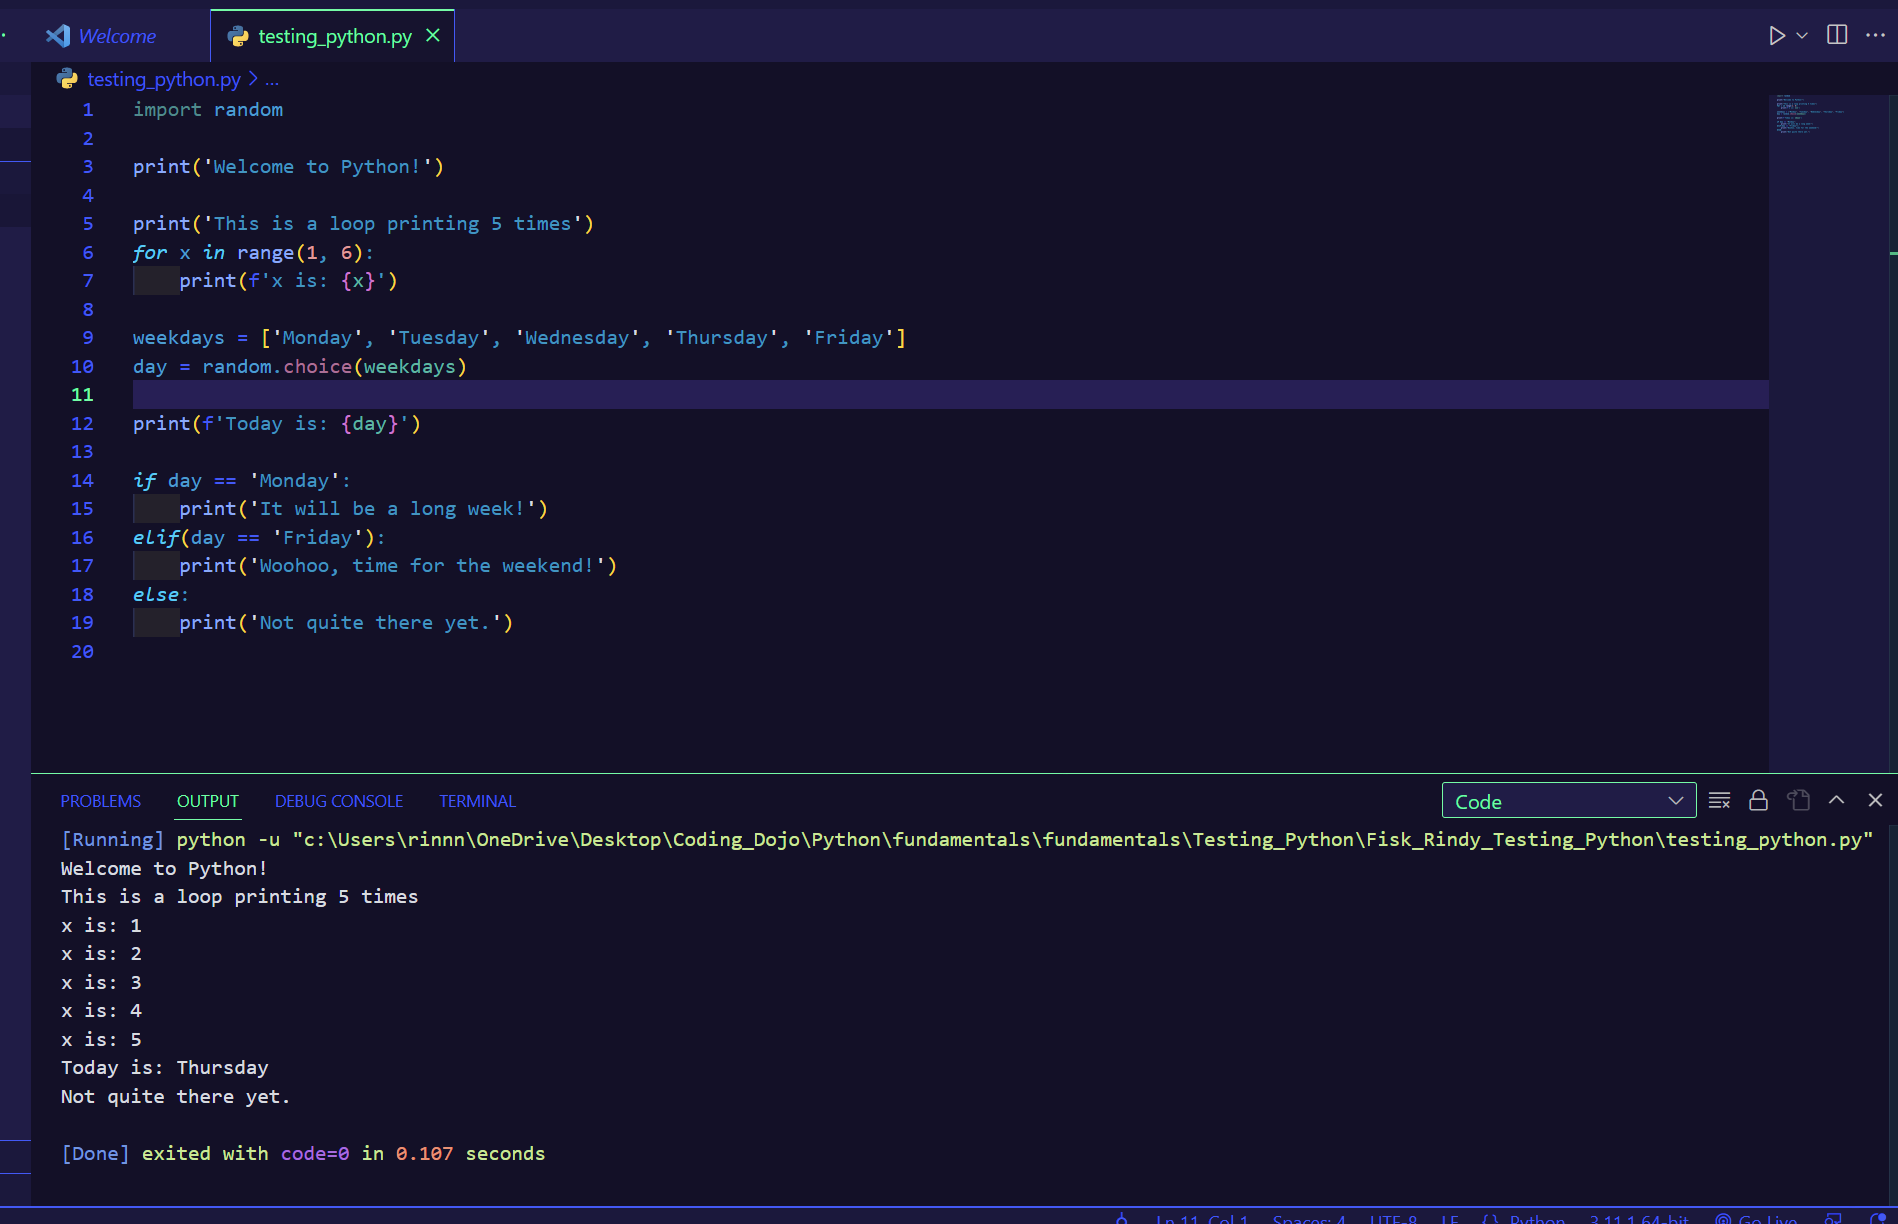 Welcome
testing_python.py
testing_python.py > ...
1 import random
2
3 print('Welcome to Python!')
4
5 print('This is a loop printing 5 times')
6 for x in range(1, 6):
7     print(f'x is: {x}')
8
9 weekdays = ['Monday', 'Tuesday', 'Wednesday', 'Thursday', 'Friday']
10 day = random.choice(weekdays)
11
12 print(f'Today is: {day}')
13
14 if day == 'Monday':
15     print('It will be a long week!')
16 elif(day == 'Friday'):
17     print('Woohoo, time for the weekend!')
18 else:
19     print('Not quite there yet.')
20
PROBLEMS OUTPUT DEBUG CONSOLE TERMINAL Code
[Running] python -u "c:\Users\rinnn\OneDrive\Desktop\Coding_Dojo\Python\fundamentals\fundamentals\Testing_Python\Fisk_Rindy_Testing_Python\testing_python.py"
Welcome to Python!
This is a loop printing 5 times
x is: 1
x is: 2
x is: 3
x is: 4
x is: 5
Today is: Thursday
Not quite there yet.
[Done] exited with code=0 in 0.107 seconds
Ln 11, Col 1 Spaces: 4 UTF-8 LF {} Python 3.11.1 64-bit Go Live